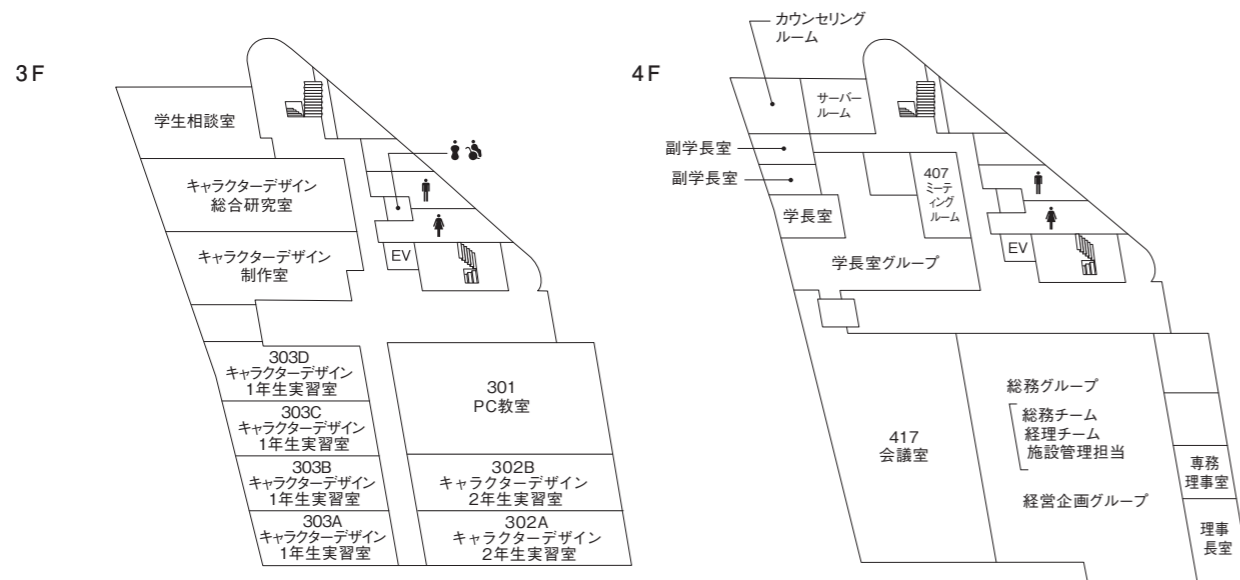 3F
学生相談室
キャラクターデザイン
総合研究室
キャラクターデザイン
制作室
EV
303D
キャラクターデザイン
1年生実習室
303C
キャラクターデザイン
1年生実習室
303B
キャラクターデザイン
1年生実習室
303A
キャラクターデザイン
1年生実習室
301
PC教室
302B
キャラクターデザイン
2年生実習室
302A
キャラクターデザイン
2年生実習室
4F
カウンセリング
ルーム
サーバー
ルーム
副学長室
副学長室
学長室
407
ミーテ
ィング
ルーム
学長室グループ
EV
417
会議室
総務グループ
総務チーム
経理チーム
施設管理担当
経営企画グループ
専務
理事室
理事
長室